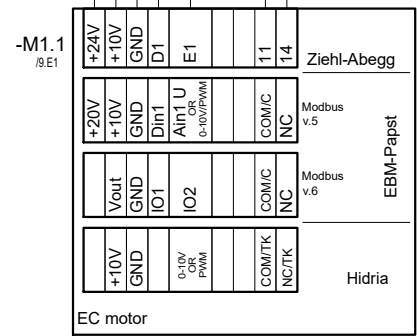 -M1.1
/9.E1
+24V +10V GND D1 E1 11 14
Ziehl-Abegg
+20V +10V GND Din1 Ain1 U OR 0-10V/PWM COM/C NC
Modbus
v.5
Vout GND IO1 IO2 COM/C NC
Modbus
v.6
EBM-Papst
+10V GND 0-10V OR PWM COM/TK NC/TK
Hidria
EC motor